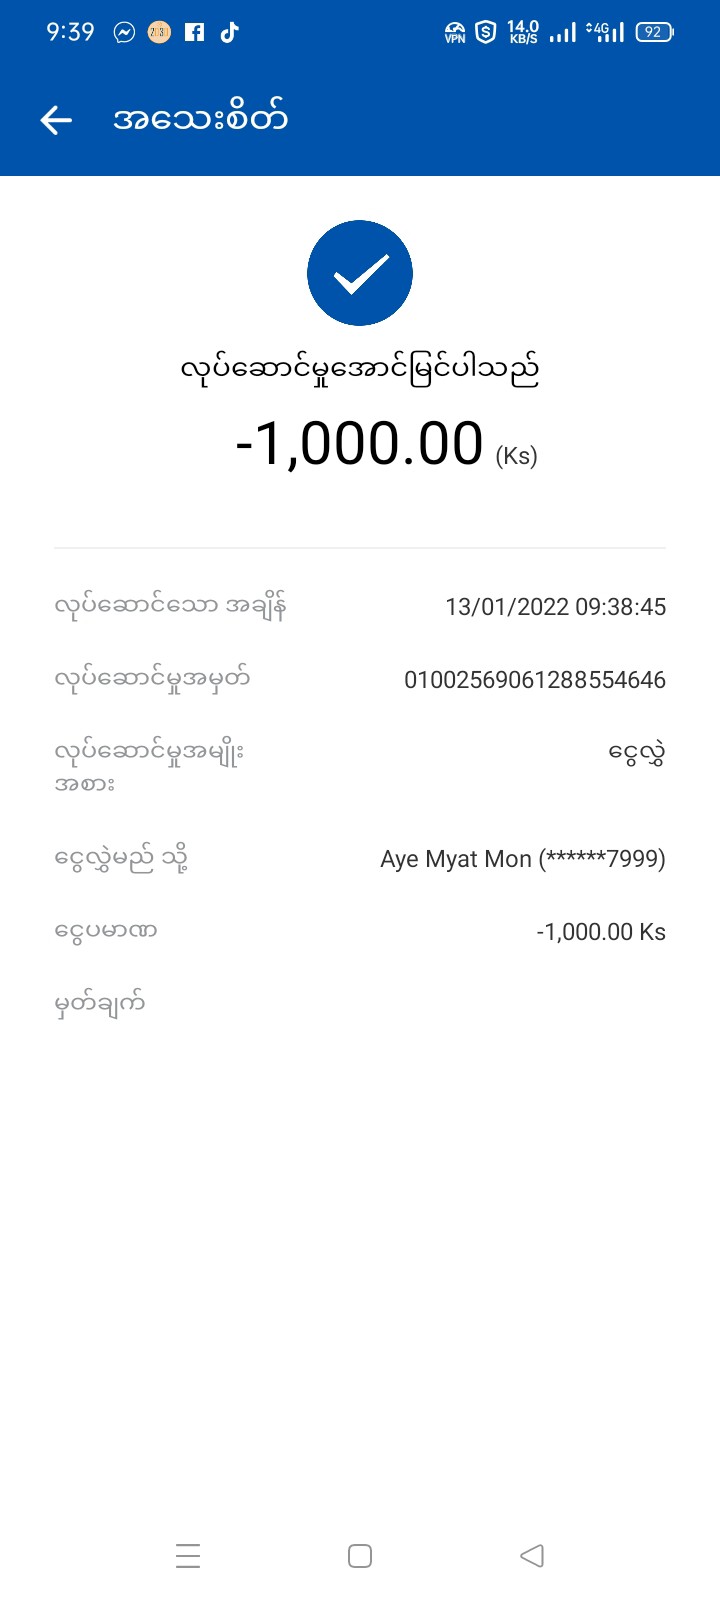 9:39
VPN 14.0 KB/S 4G 92
အသေးစိတ်
လုပ်ဆောင်မှုအောင်မြင်ပါသည်
-1,000.00 (Ks)
လုပ်ဆောင်သော အချိန် 13/01/2022 09:38:45
လုပ်ဆောင်မှုအမှတ် 01002569061288554646
လုပ်ဆောင်မှုအမျိုး ငွေလွှဲ
အစား
ငွေလွှဲမည် သို့ Aye Myat Mon (******7999)
ငွေပမာဏ -1,000.00 Ks
မှတ်ချက်